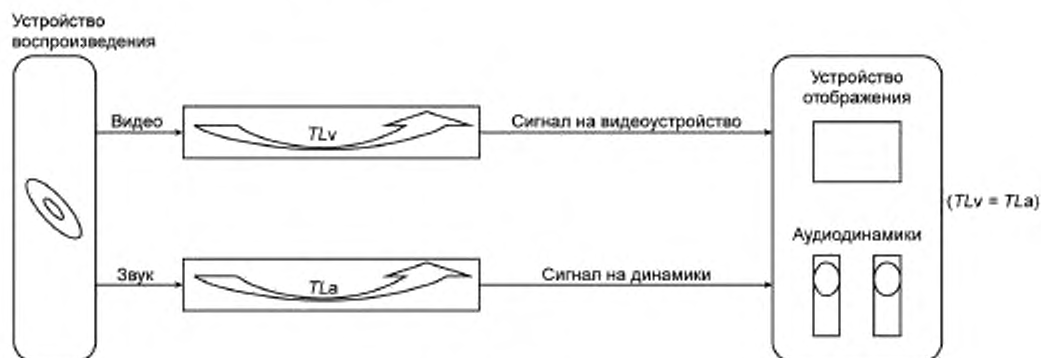 Устройство
воспроизведения
Видео
TLv
Сигнал на видеоустройство
Устройство
отображения
(TLv = TLa)
Аудиодинамики
Звук
TLa
Сигнал на динамики